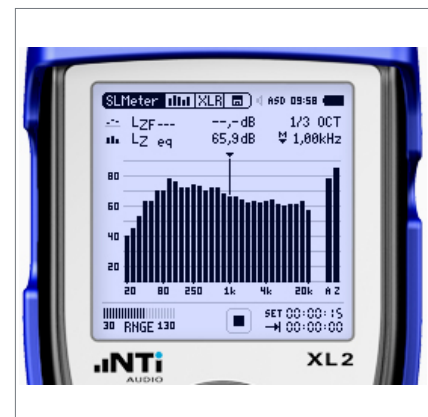 SLMeter XLR ASD 09:58
LZF--- --,-dB 1/3 OCT
LZ eq 65,9dB M 1,00kHz
80
60
40
20
20 80 250 1k 4k 20k A Z
SET 00:00:15
30 RNGE 130 00:00:00
NTi XL2
AUDIO